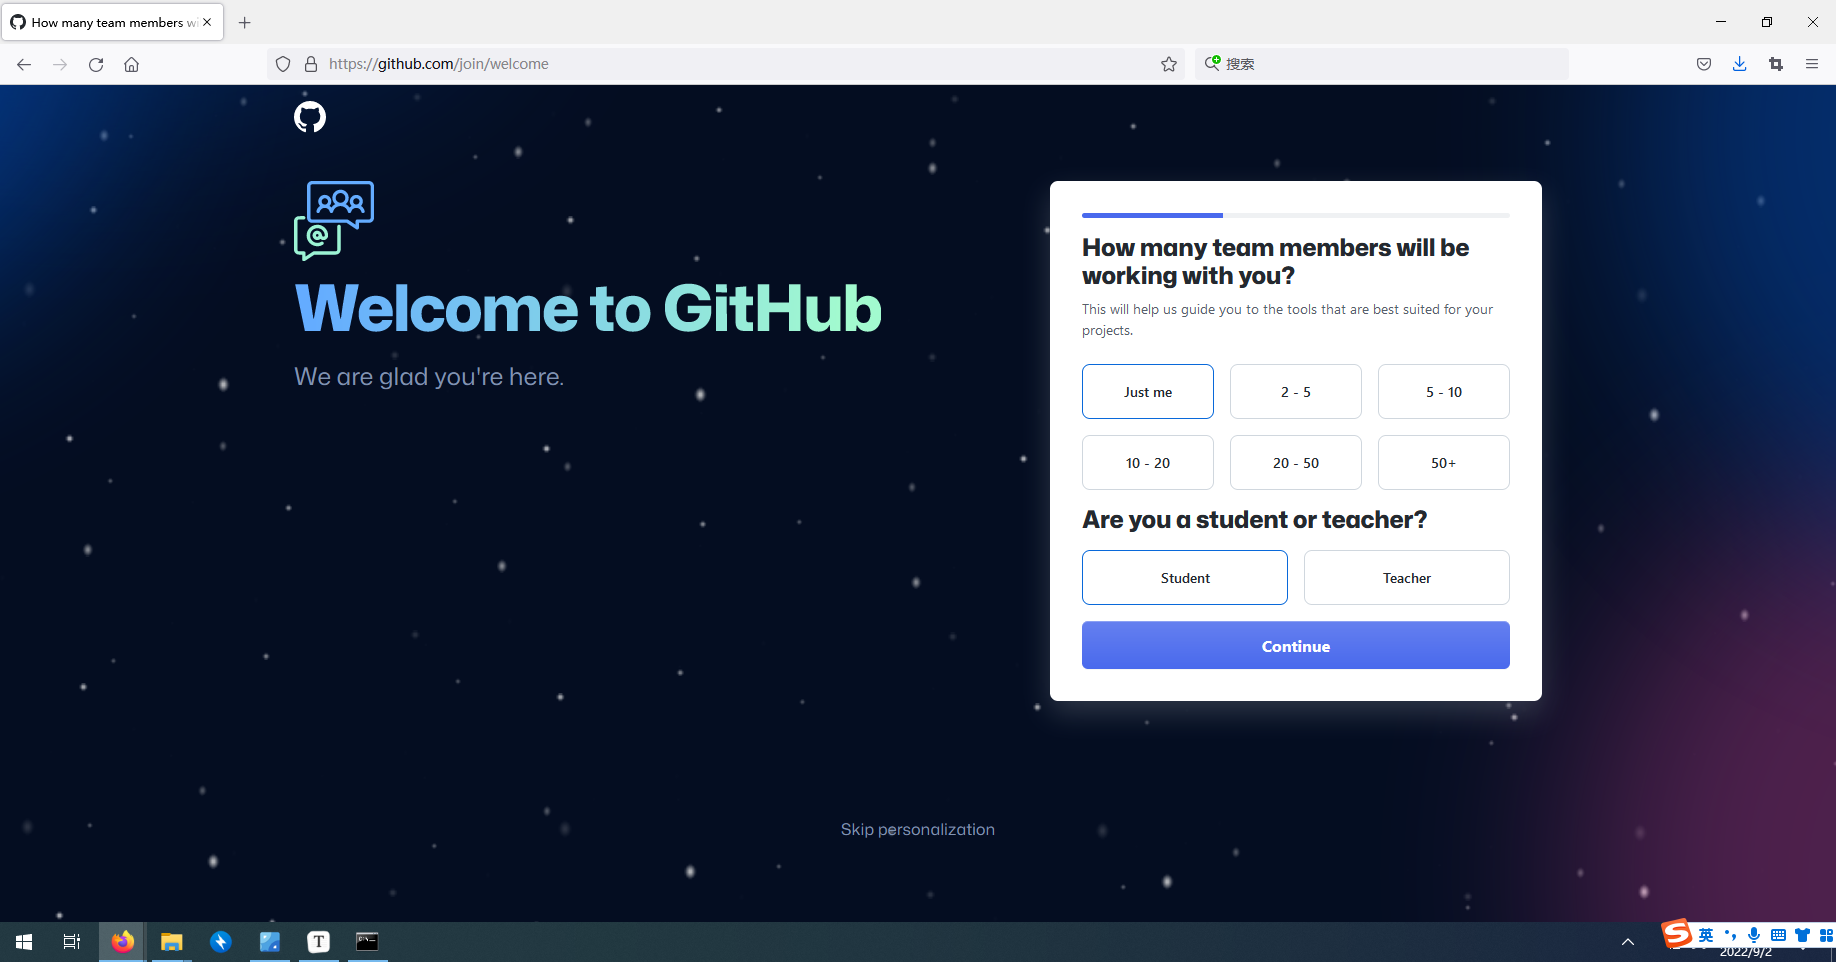 How many team members wi
https://github.com/join/welcome
搜索
Welcome to GitHub
We are glad you're here.
How many team members will be
working with you?
This will help us guide you to the tools that are best suited for your
projects.
Just me
2 - 5
5 - 10
10 - 20
20 - 50
50+
Are you a student or teacher?
Student
Teacher
Continue
Skip personalization
T
英
2022/9/2